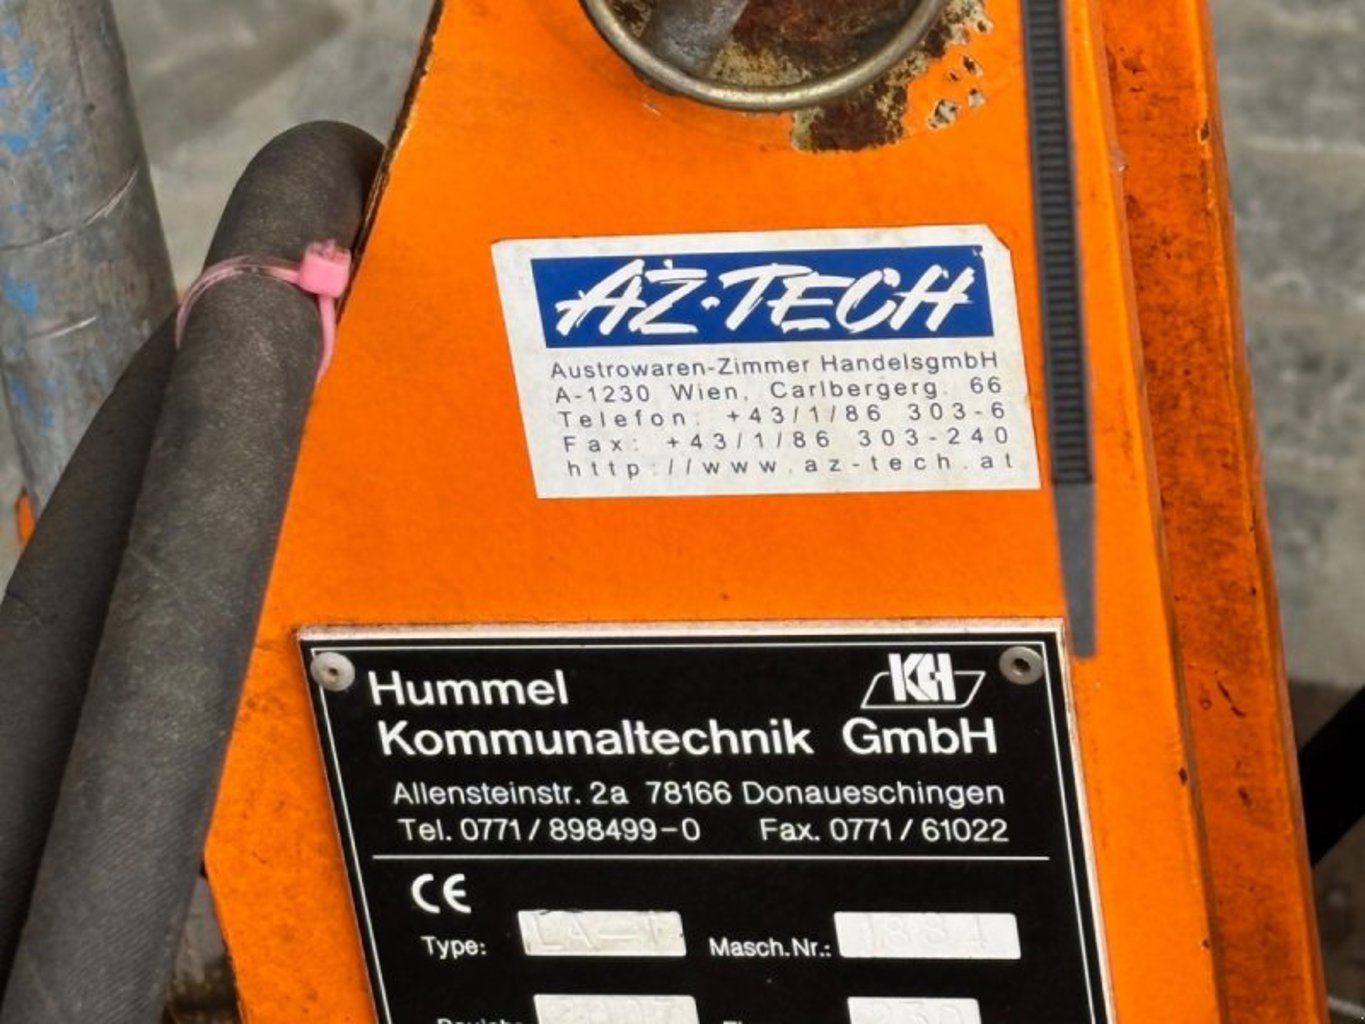 AZ-TECH
Austrowaren-Zimmer HandelsgmbH
A-1230 Wien, Carlbergerg. 66
Telefon: +43/1/86 303-6
Fax: +43/1/86 303-240
http://www.az-tech.at
KH
Hummel
Kommunaltechnik GmbH
Allensteinstr. 2a 78166 Donaueschingen
Tel. 0771/898499-0 Fax. 0771/61022
CE
Type: Masch.Nr.: 1884